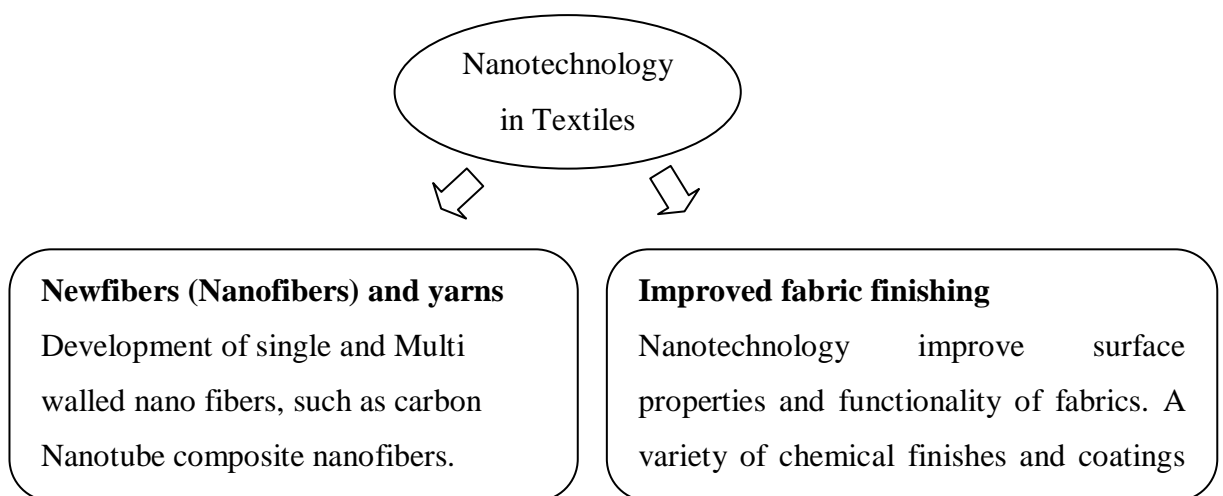 Nanotechnology
in Textiles
Newfibers (Nanofibers) and yarns
Development of single and Multi
walled nano fibers, such as carbon
Nanotube composite nanofibers.
Improved fabric finishing
Nanotechnology improve surface
properties and functionality of fabrics. A
variety of chemical finishes and coatings